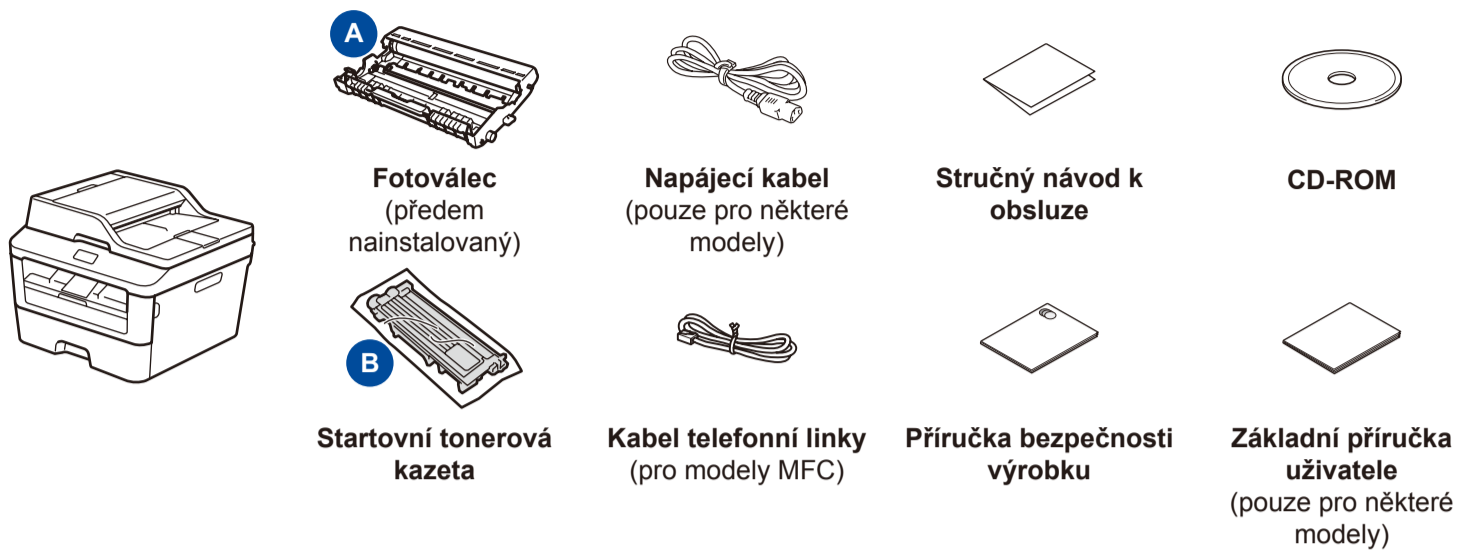 A
Fotoválec
(předem
nainstalovaný)
Napájecí kabel
(pouze pro některé
modely)
Stručný návod k
obsluze
CD-ROM
B
Startovní tonerová
kazeta
Kabel telefonní linky
(pro modely MFC)
Příručka bezpečnosti
výrobku
Základní příručka
uživatele
(pouze pro některé
modely)